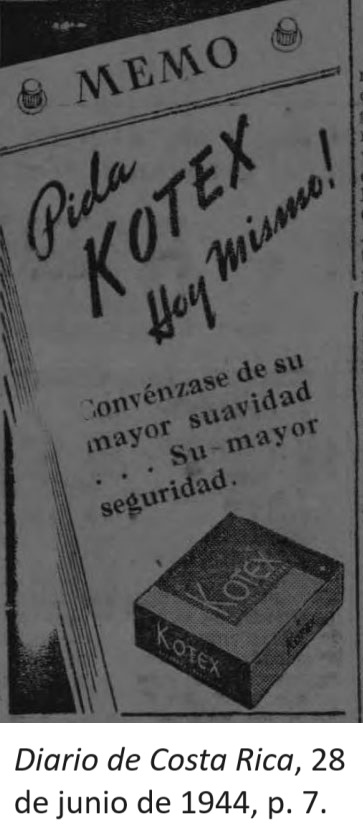 MEMO
Pida
KOTEX
Hoy Mismo!
Convénzase de su
mayor suavidad
. . . Su mayor
seguridad.
KOTEX
KOTEX
Kotex
Diario de Costa Rica, 28
de junio de 1944, p. 7.